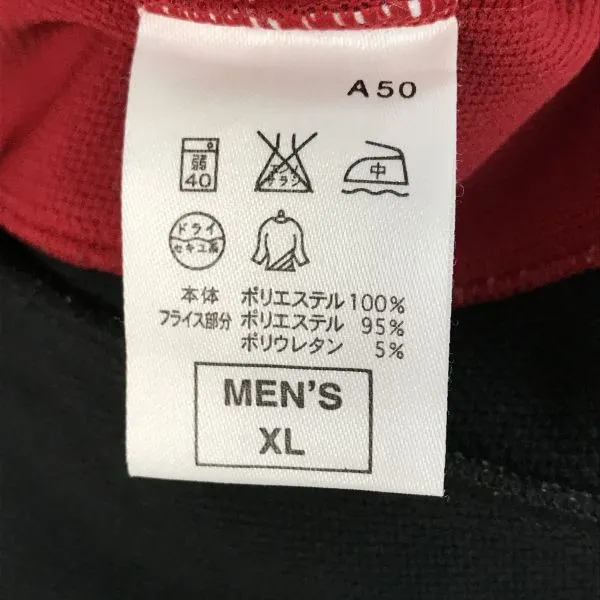 A50
弱
40
エンソ
サラシ
中
ドライ
セキユ系
本体 ポリエステル 100%
フライス部分 ポリエステル 95%
ポリウレタン 5%
MEN'S
XL